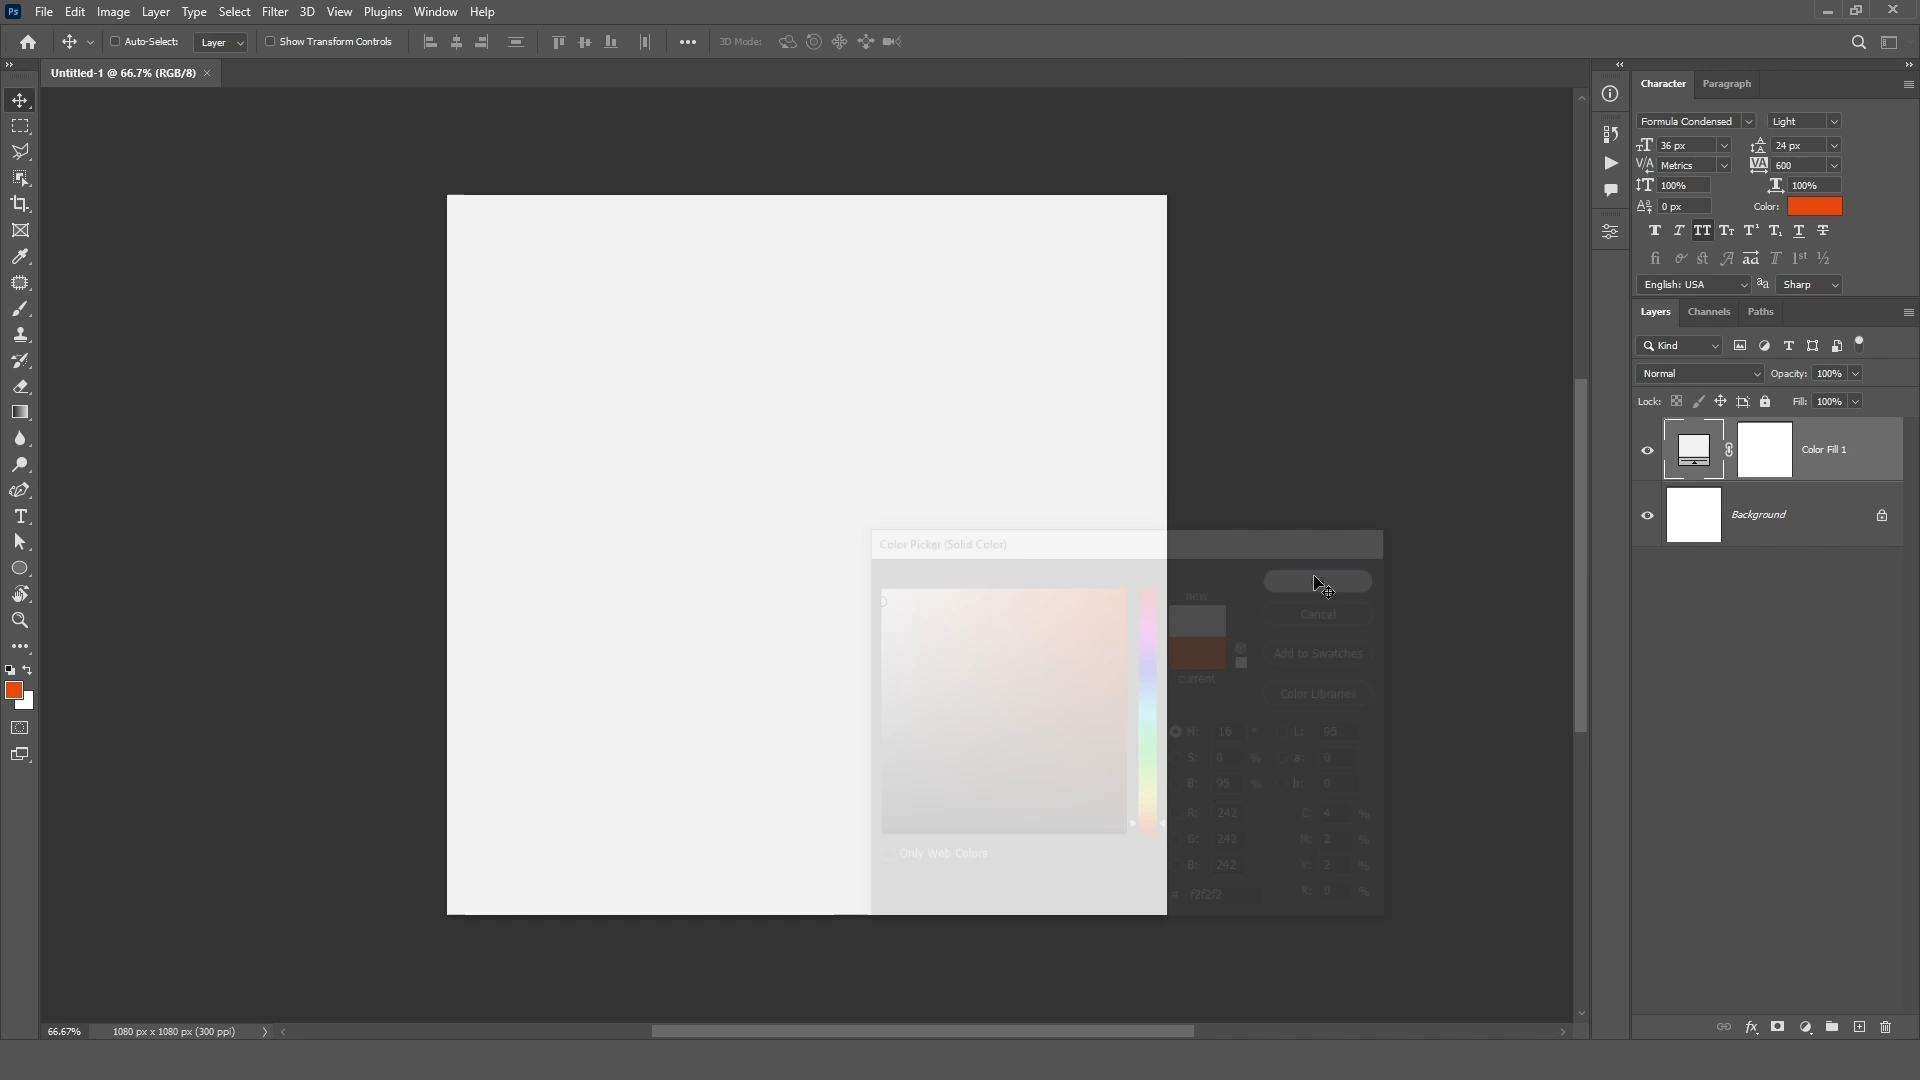 Ps File Edit Image Layer Type Select Filter 3D View Plugins Window Help
Auto-Select: Layer Show Transform Controls 3D Mode:
Untitled-1 @ 66.7% (RGB/8)
Character Paragraph
Formula Condensed Light
36 px 24 px
Metrics 600
100% 100%
0 px Color:
English: USA Sharp
Layers Channels Paths
Kind
Normal Opacity: 100%
Lock: Fill: 100%
Color Fill 1
Background
Color Picker (Solid Color)
new
current
Cancel
Add to Swatches
Color Libraries
H: 16 ° L: 95
S: 0 % a: 0
B: 95 % b: 0
R: 242 C: 4 %
G: 242 M: 2 %
B: 242 Y: 2 %
# f2f2f2 K: 0 %
Only Web Colors
66.67% 1080 px x 1080 px (300 ppi)